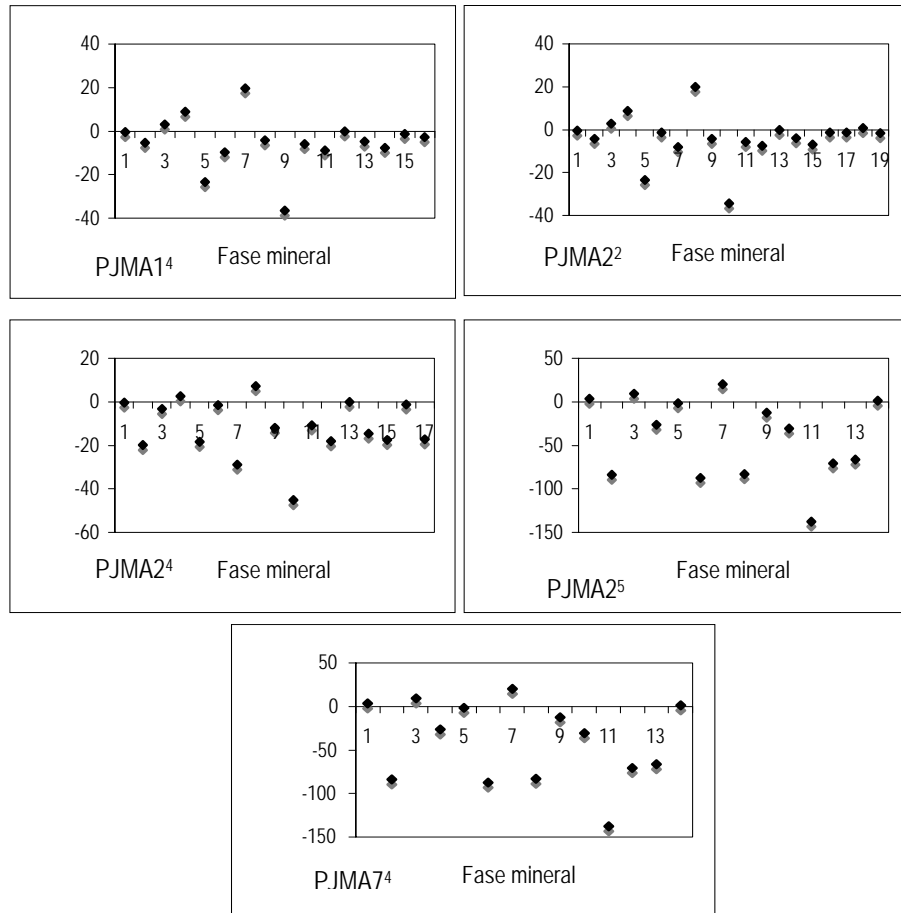 40
20
0
-20
-40
1 3 5 7 9 11 13 15
PJMA1⁴ Fase mineral
40
20
0
-20
-40
1 3 5 7 9 11 13 15 17 19
PJMA2² Fase mineral
20
0
-20
-40
-60
1 3 5 7 9 11 13 15 17
PJMA2⁴ Fase mineral
50
0
-50
-100
-150
1 3 5 7 9 11 13
PJMA2⁵ Fase mineral
50
0
-50
-100
-150
1 3 5 7 9 11 13
PJMA7⁴ Fase mineral